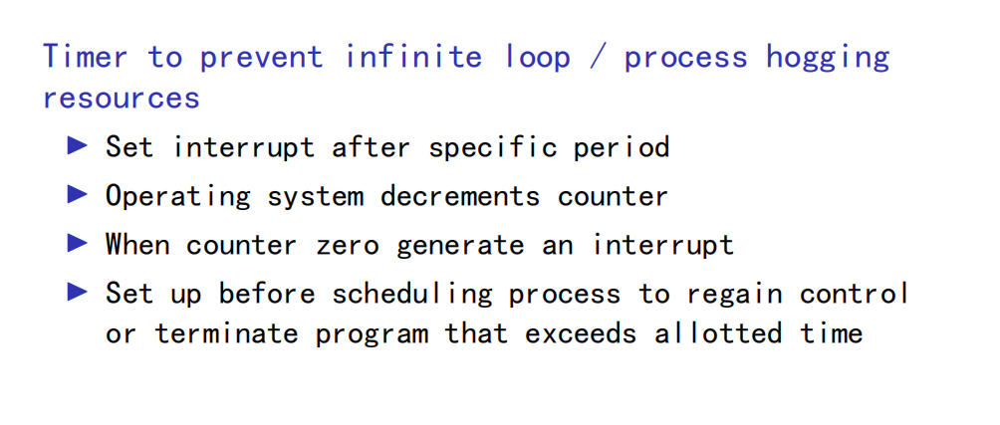 Timer to prevent infinite loop / process hogging
resources
▶ Set interrupt after specific period
▶ Operating system decrements counter
▶ When counter zero generate an interrupt
▶ Set up before scheduling process to regain control
or terminate program that exceeds allotted time